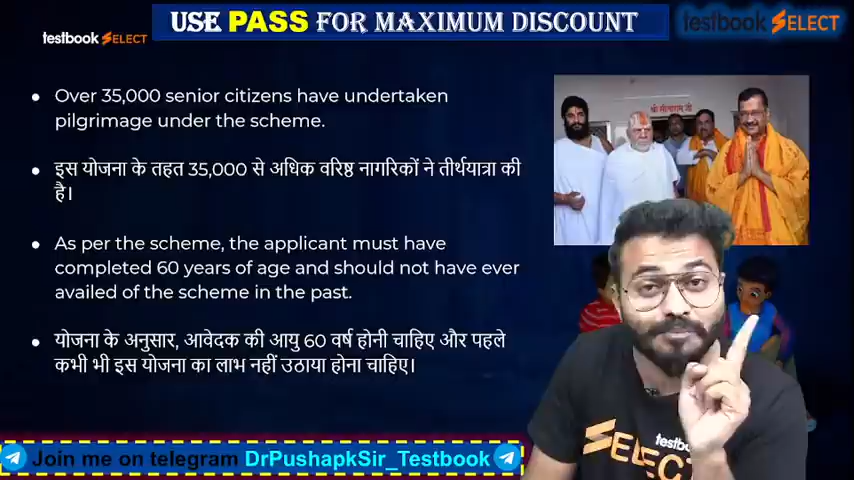 testbook SELECT
USE PASS FOR MAXIMUM DISCOUNT
testbook SELECT
Over 35,000 senior citizens have undertaken
pilgrimage under the scheme.
इस योजना के तहत 35,000 से अधिक वरिष्ठ नागरिकों ने तीर्थयात्रा की
है।
As per the scheme, the applicant must have
completed 60 years of age and should not have ever
availed of the scheme in the past.
योजना के अनुसार, आवेदक की आयु 60 वर्ष होनी चाहिए और पहले
कभी भी इस योजना का लाभ नहीं उठाया होना चाहिए।
श्री सीताराम जी
testbook
SELECT
Join me on telegram DrPushapkSir_Testbook